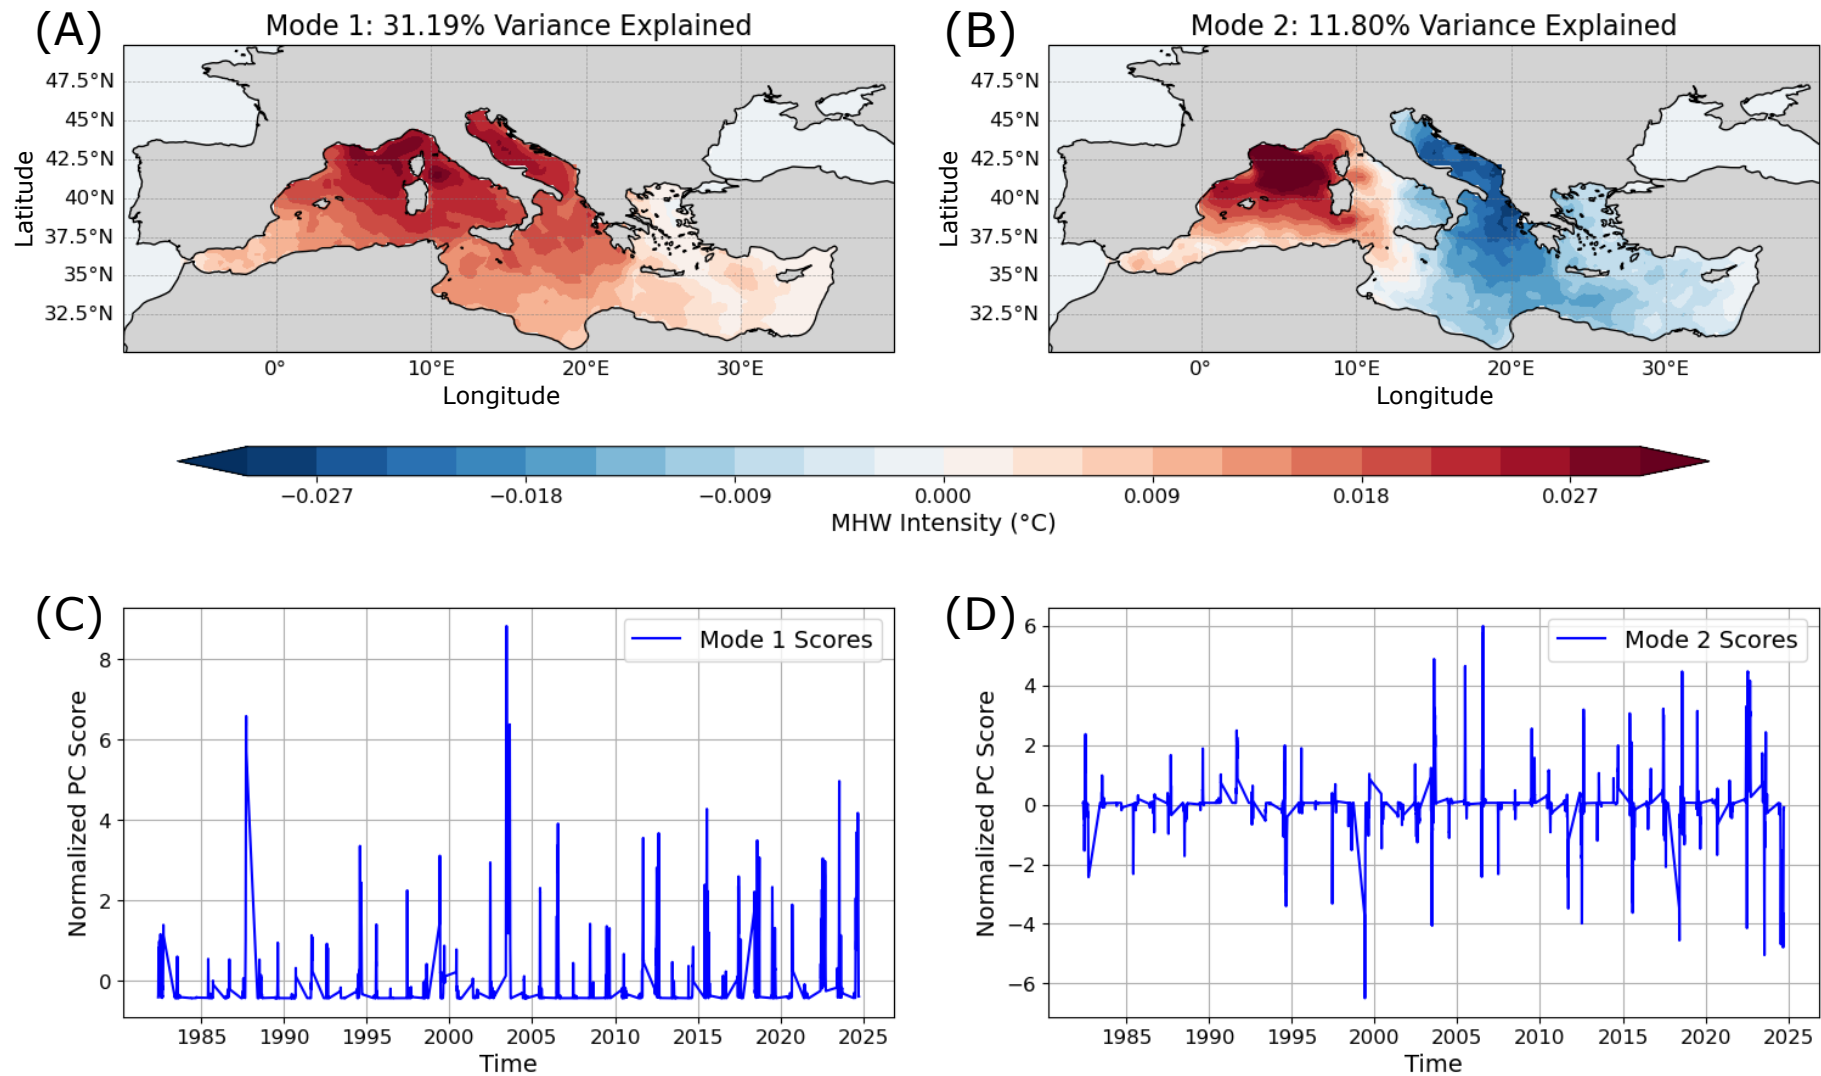 (A)
Mode 1: 31.19% Variance Explained
47.5°N
45°N
42.5°N
40°N
37.5°N
35°N
32.5°N
Latitude
0°
10°E
20°E
30°E
Longitude
(B)
Mode 2: 11.80% Variance Explained
47.5°N
45°N
42.5°N
40°N
37.5°N
35°N
32.5°N
Latitude
0°
10°E
20°E
30°E
Longitude
−0.027
−0.018
−0.009
0.000
0.009
0.018
0.027
MHW Intensity (°C)
(C)
Mode 1 Scores
8
6
4
2
0
Normalized PC Score
1985
1990
1995
2000
2005
2010
2015
2020
2025
Time
(D)
Mode 2 Scores
6
4
2
0
−2
−4
−6
Normalized PC Score
1985
1990
1995
2000
2005
2010
2015
2020
2025
Time